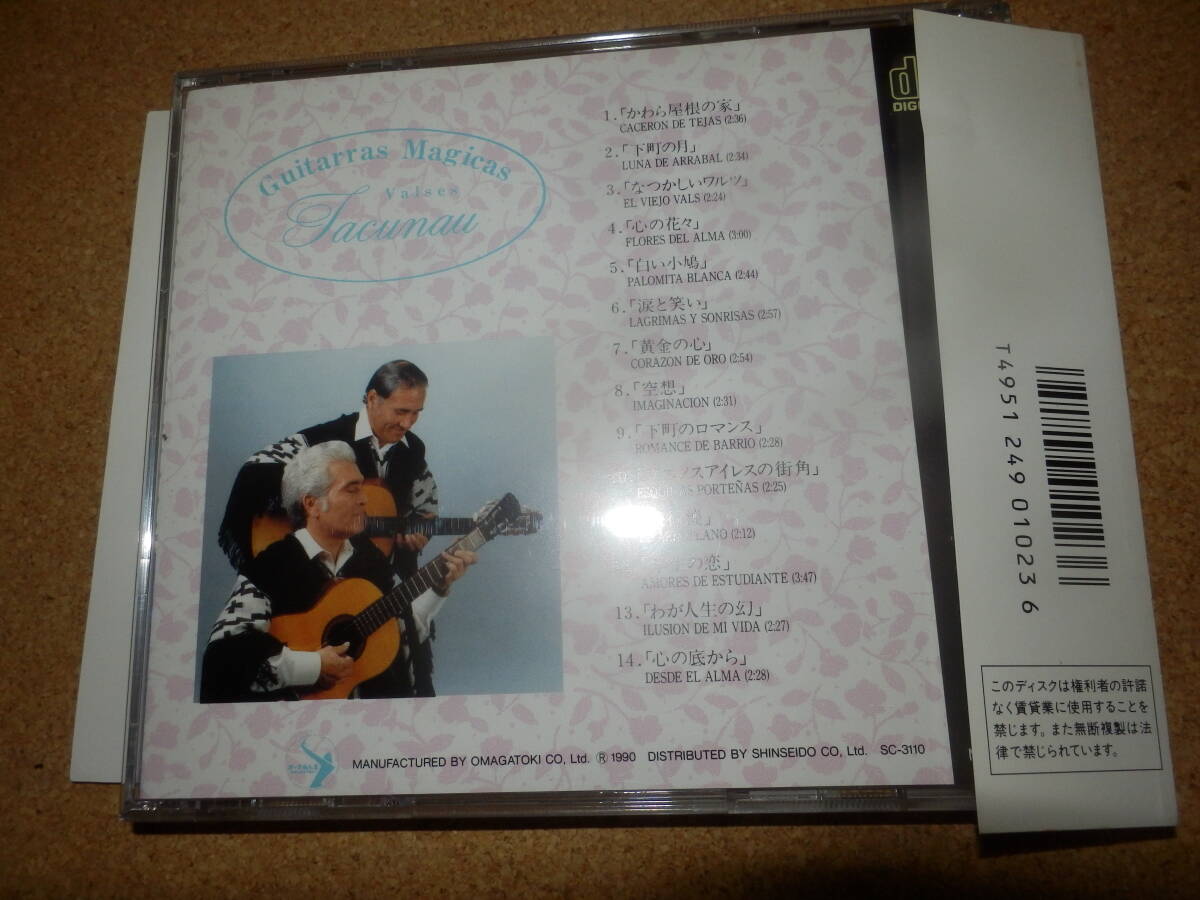 Guitarras Magicas
Valses
Tacunau
1.「かわら屋根の家」
CACERON DE TEJAS (2:36)
2.「下町の月」
LUNA DE ARRABAL (2:34)
3.「なつかしいワルツ」
EL VIEJO VALS (2:24)
4.「心の花々」
FLORES DEL ALMA (3:00)
5.「白い小鳩」
PALOMITA BLANCA (2:44)
6.「涙と笑い」
LAGRIMAS Y SONRISAS (2:57)
7.「黄金の心」
CORAZON DE ORO (2:54)
8.「空想」
IMAGINACION (2:31)
9.「下町のロマンス」
ROMANCE DE BARRIO (2:28)
ノスアイレスの街角」
PORTEÑAS (2:25)
LANO (2:12)
の恋」
AMORES DE ESTUDIANTE (3:47)
13.「わが人生の幻」
ILUSION DE MI VIDA (2:27)
14.「心の底から」
DESDE EL ALMA (2:28)
MANUFACTURED BY OMAGATOKI CO, Ltd. Ⓡ 1990 DISTRIBUTED BY SHINSEIDO CO, Ltd. SC-3110
T4951 249 01023 6
このディスクは権利者の許諾
なく賃貸業に使用することを
禁じます。また無断複製は法
律で禁じられています。